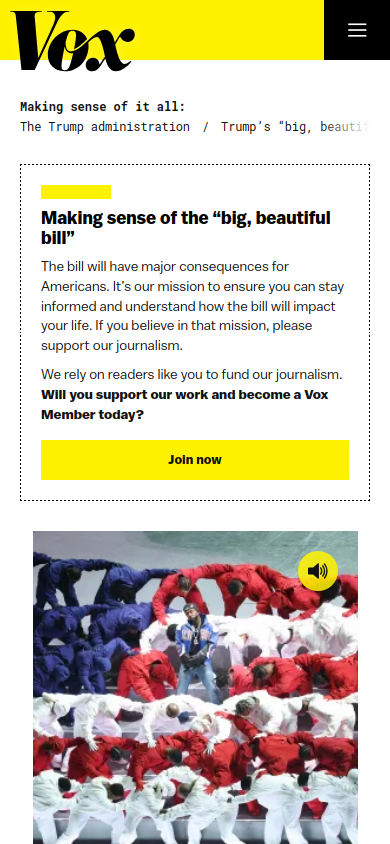 Vox
Making sense of it all:
The Trump administration / Trump’s “big, beautif
Making sense of the “big, beautiful
bill”
The bill will have major consequences for
Americans. It’s our mission to ensure you can stay
informed and understand how the bill will impact
your life. If you believe in that mission, please
support our journalism.
We rely on readers like you to fund our journalism.
Will you support our work and become a Vox
Member today?
Join now